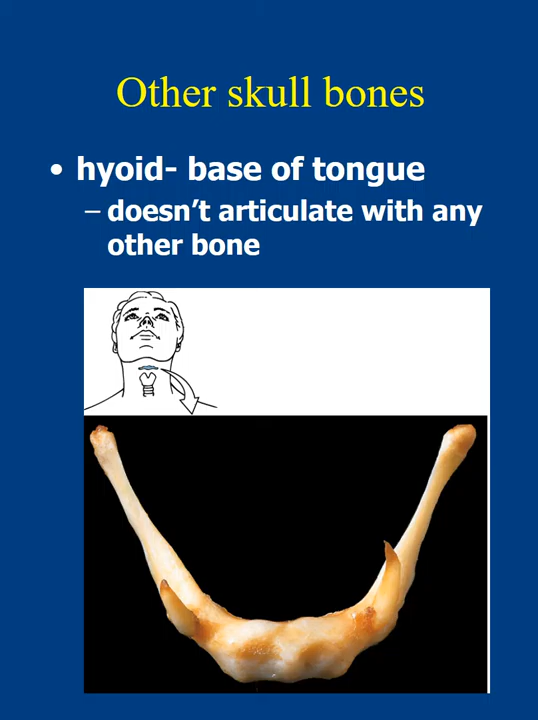 Other skull bones
• hyoid- base of tongue
– doesn’t articulate with any
other bone